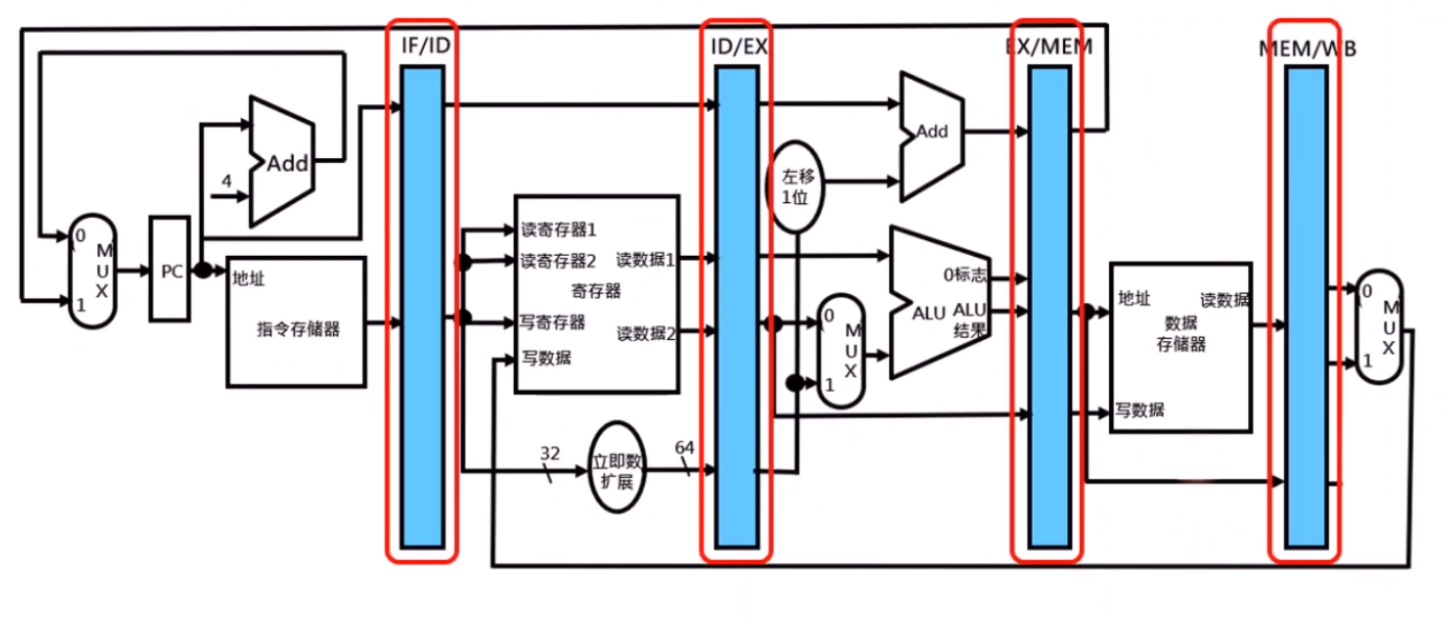 IF/ID
ID/EX
EX/MEM
MEM/WB
Add
4
0
MUX
1
PC
地址
指令存储器
读寄存器1
读寄存器2
读数据1
寄存器
写寄存器
读数据2
写数据
32
立即数
扩展
64
Add
左移
1位
0
MUX
1
0标志
ALU
ALU
结果
地址
读数据
数据
存储器
写数据
0
MUX
1